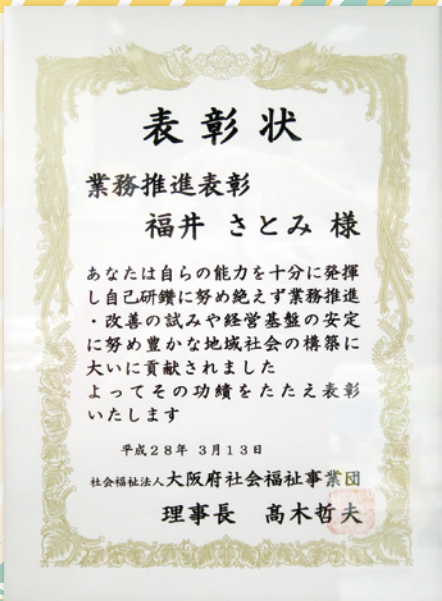 表彰状
業務推進表彰
福井 さとみ 様
あなたは自らの能力を十分に発揮
し自己研鑽に努め絶えず業務推進
・改善の試みや経営基盤の安定
に努め豊かな地域社会の構築に
大いに貢献されました
よってその功績をたたえ表彰
いたします
平成28年 3月13日
社会福祉法人大阪府社会福祉事業団
理事長 髙木哲夫